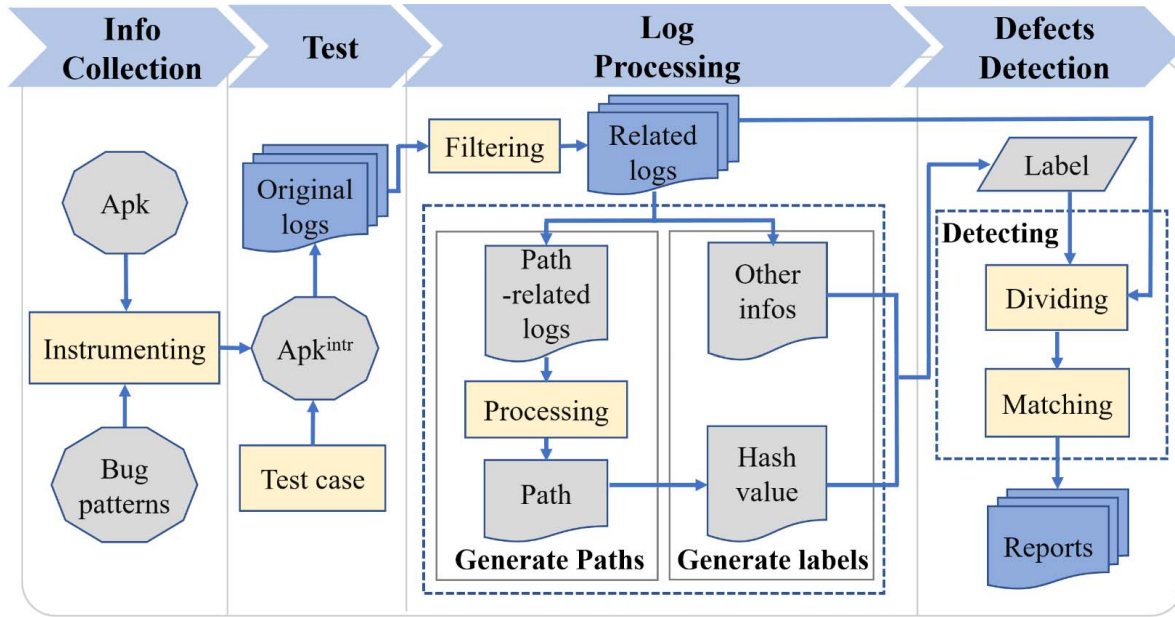 Info
Collection
Test
Log
Processing
Defects
Detection
Apk
Instrumenting
Bug
patterns
Original
logs
Apkintr
Test case
Filtering
Related
logs
Path
-related
logs
Processing
Path
Generate Paths
Other
infos
Hash
value
Generate labels
Label
Detecting
Dividing
Matching
Reports